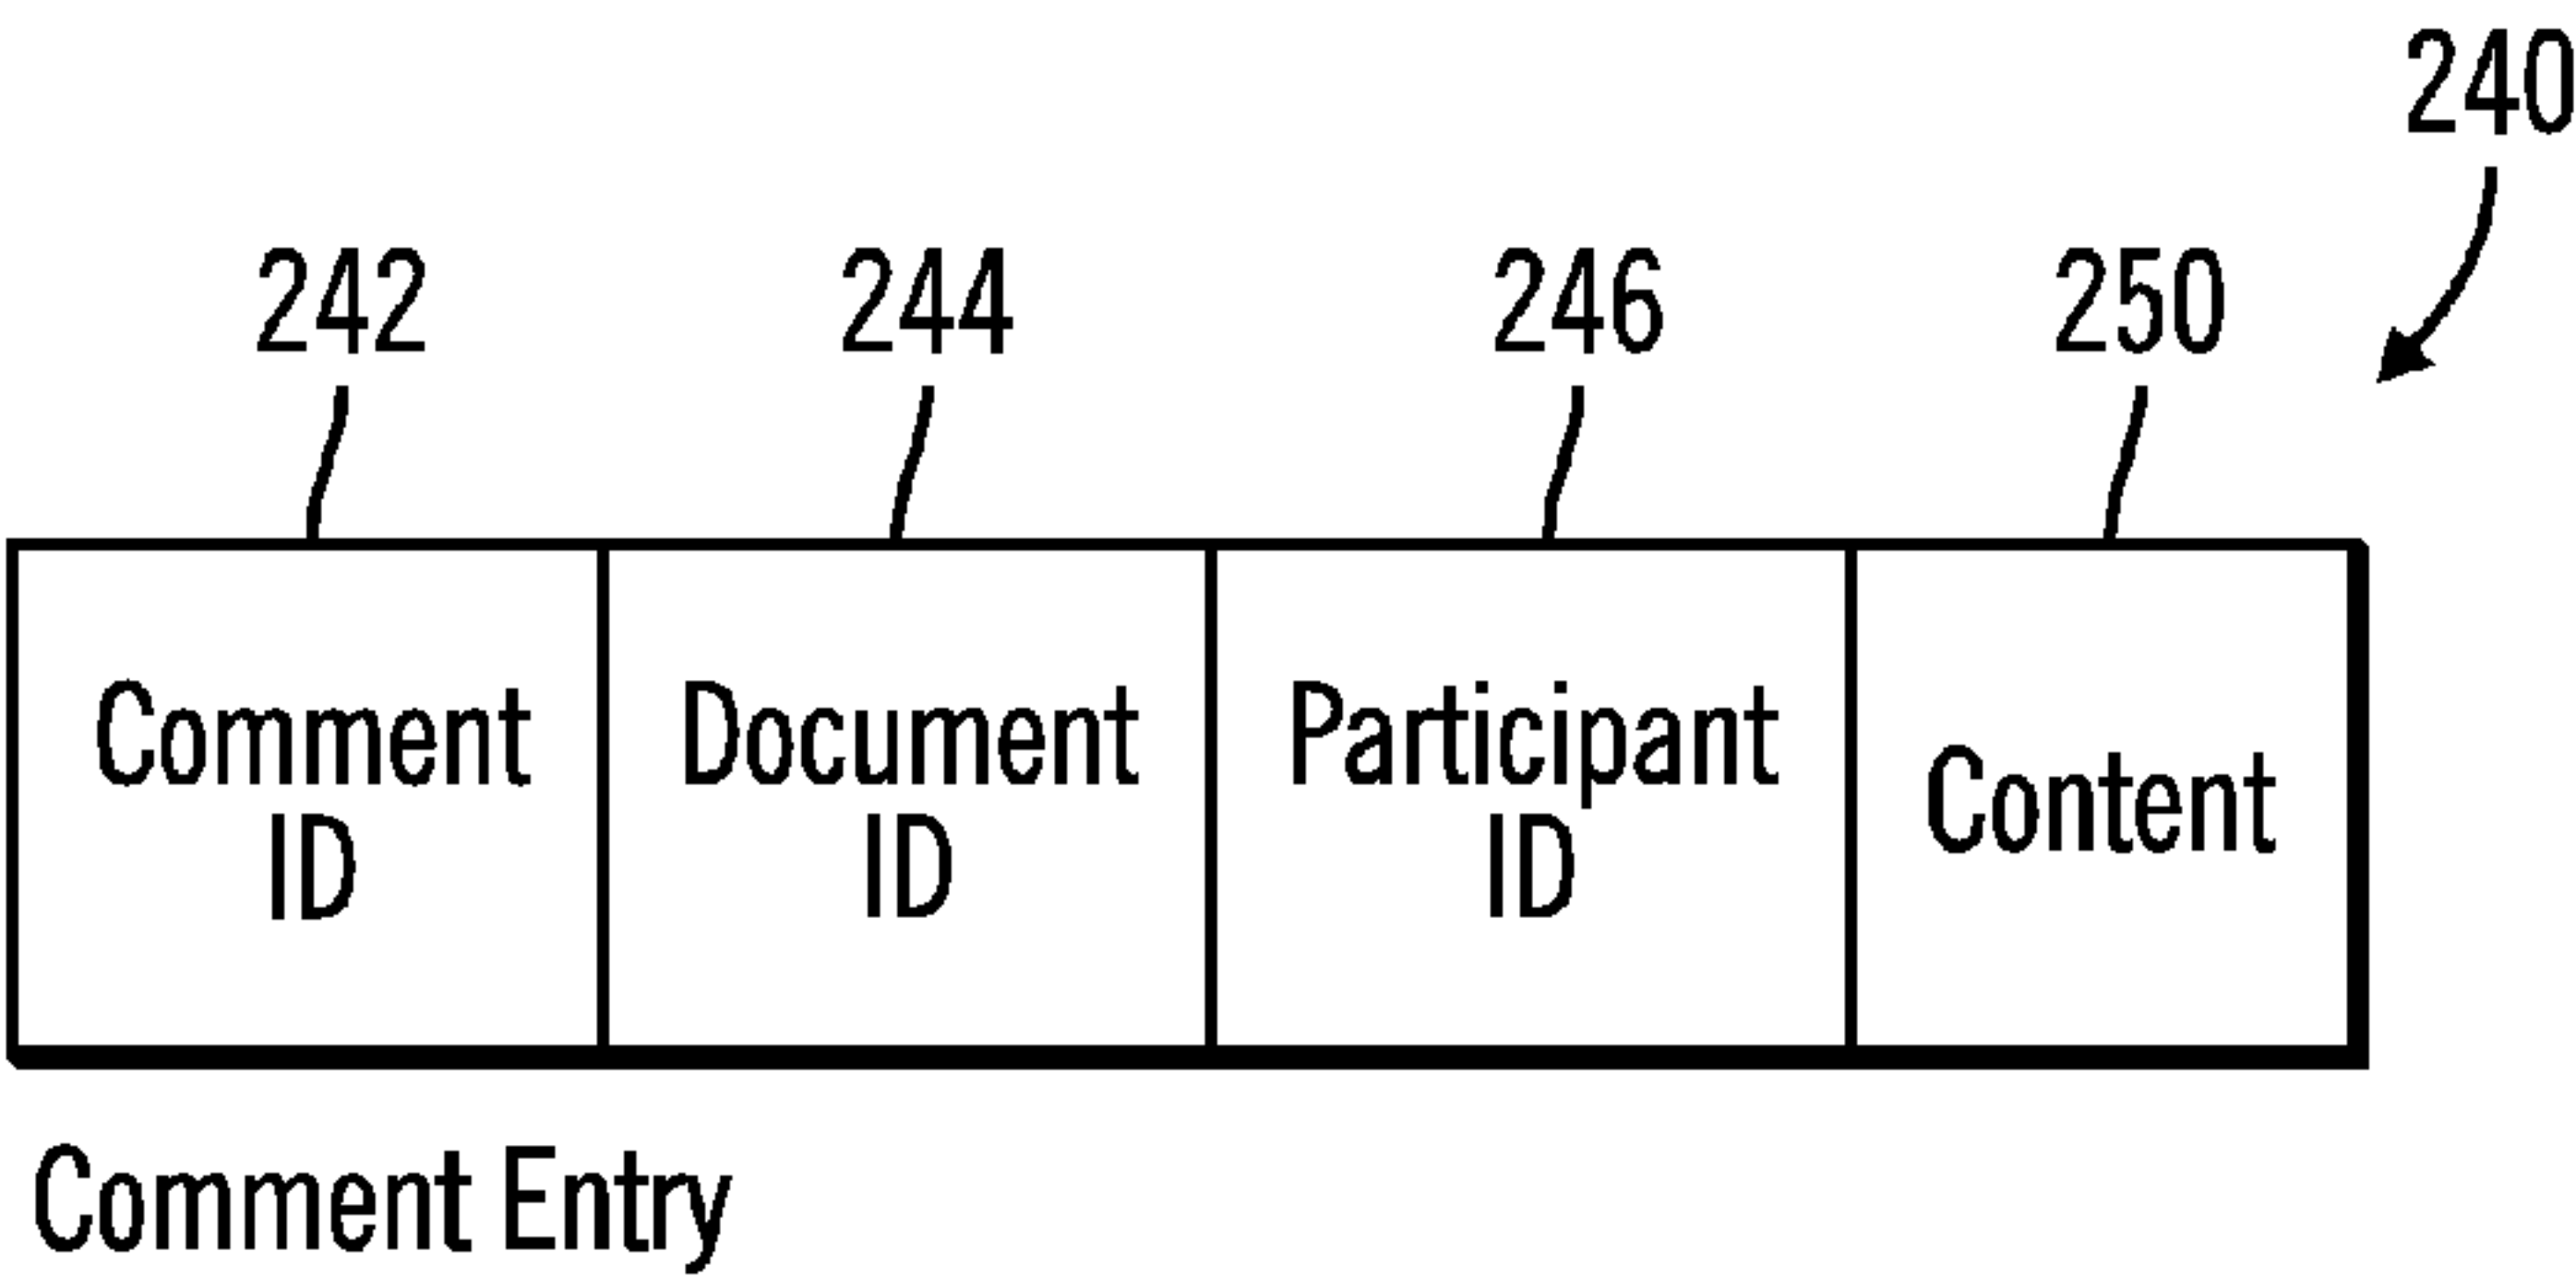 240
242 244 246 250
Comment ID
Document ID
Participant ID
Content
Comment Entry